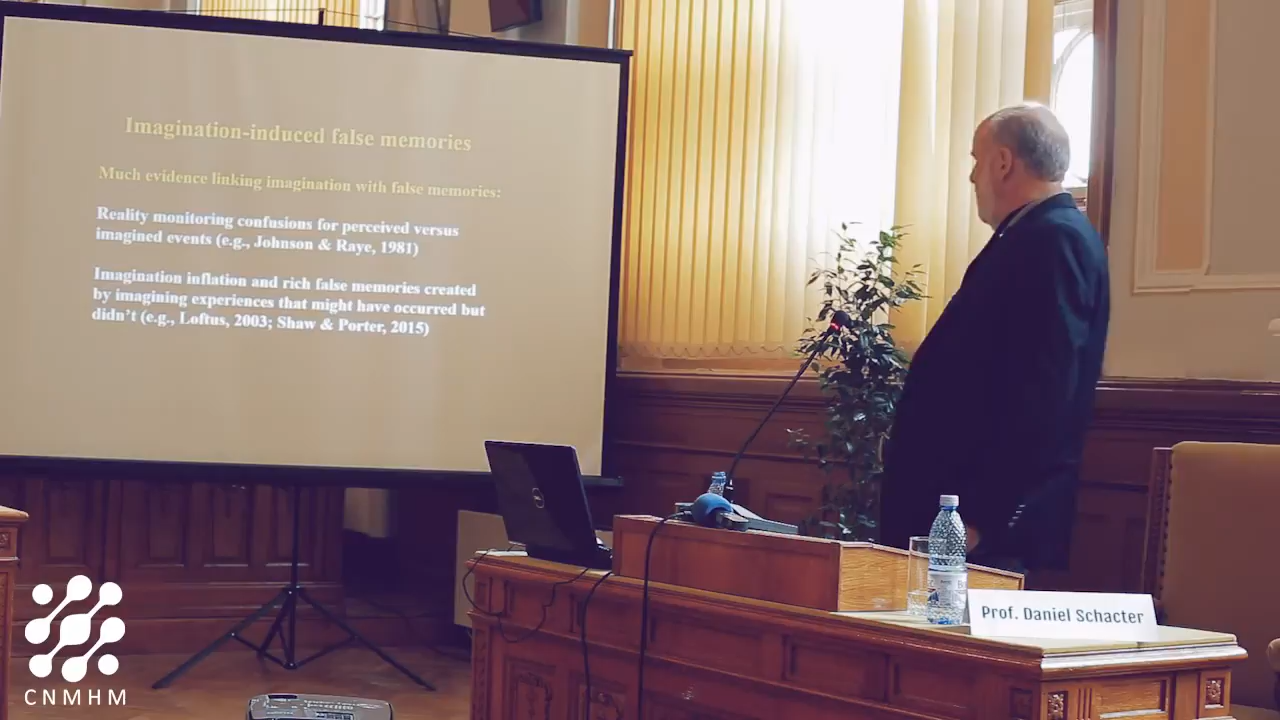 Imagination-induced false memories
Much evidence linking imagination with false memories:
Reality monitoring confusions for perceived versus
imagined events (e.g., Johnson & Raye, 1981)
Imagination inflation and rich false memories created
by imagining experiences that might have occurred but
didn't (e.g., Loftus, 2003; Shaw & Porter, 2015)
Prof. Daniel Schacter
CNMHM